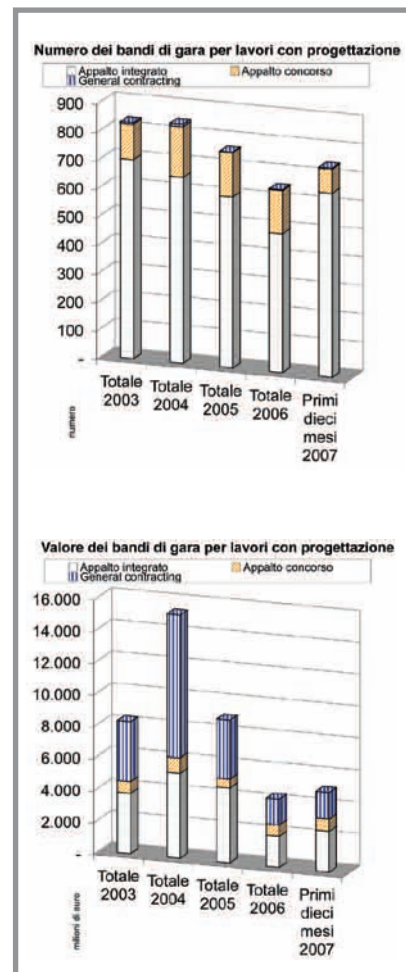 Numero dei bandi di gara per lavori con progettazione
Appalto integrato Appalto concorso
General contracting
900
800
700
600
500
400
300
200
100
-
numero
Totale 2003
Totale 2004
Totale 2005
Totale 2006
Primi dieci mesi 2007
Valore dei bandi di gara per lavori con progettazione
Appalto integrato Appalto concorso
General contracting
16.000
14.000
12.000
10.000
8.000
6.000
4.000
2.000
-
milioni di euro
Totale 2003
Totale 2004
Totale 2005
Totale 2006
Primi dieci mesi 2007